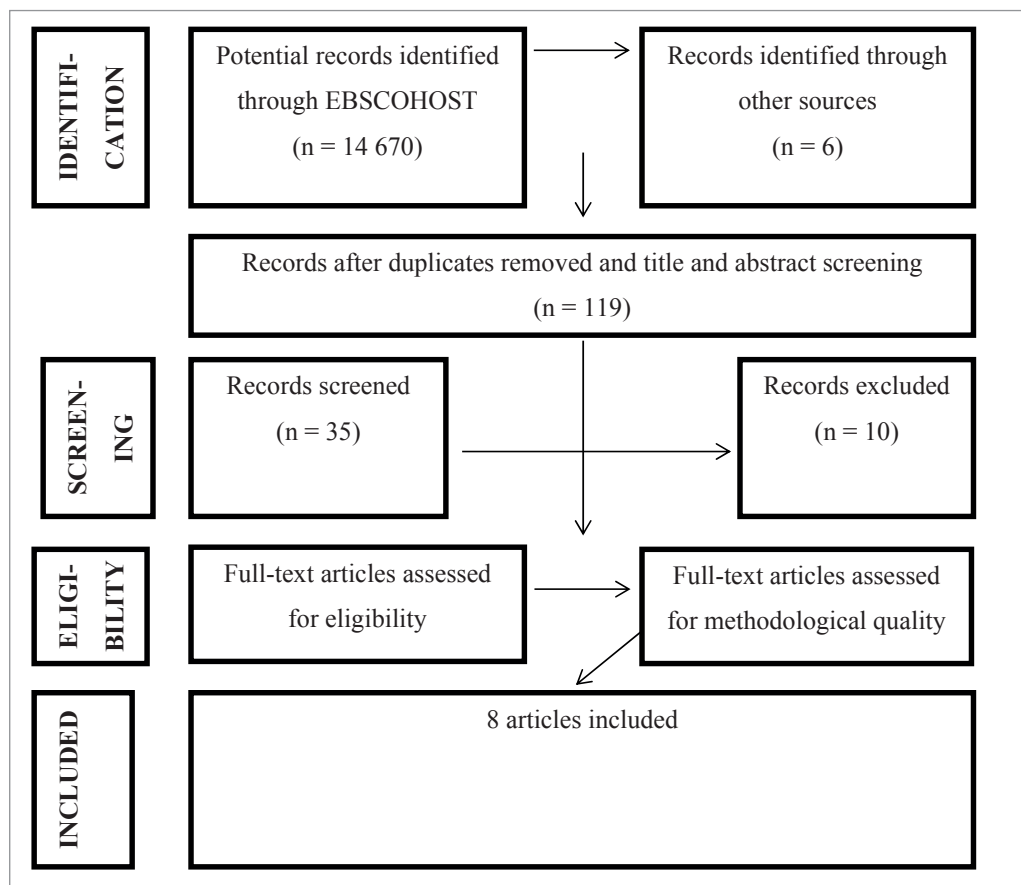 IDENTIFI-
CATION
Potential records identified
through EBSCOHOST
(n = 14 670)
Records identified through
other sources
(n = 6)
Records after duplicates removed and title and abstract screening
(n = 119)
SCREEN-
ING
Records screened
(n = 35)
Records excluded
(n = 10)
ELIGI-
BILITY
Full-text articles assessed
for eligibility
Full-text articles assessed
for methodological quality
INCLUDED
8 articles included